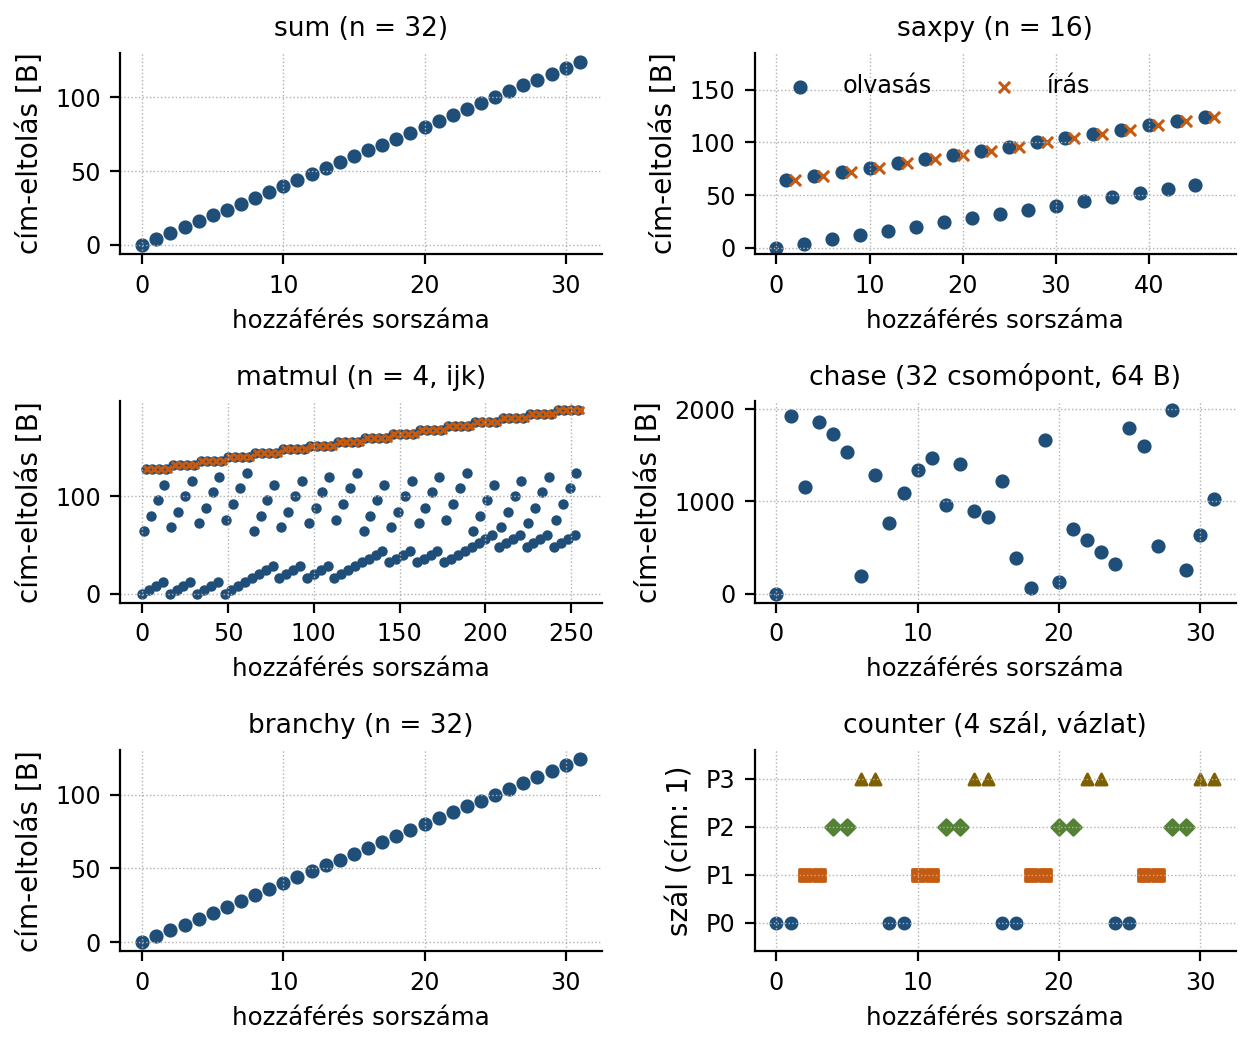 sum (n = 32)
cím-eltolás [B]
100
50
0
0 10 20 30
hozzáférés sorszáma
saxpy (n = 16)
cím-eltolás [B]
olvasás írás
150
100
50
0
0 10 20 30 40
hozzáférés sorszáma
matmul (n = 4, ijk)
cím-eltolás [B]
100
0
0 50 100 150 200 250
hozzáférés sorszáma
chase (32 csomópont, 64 B)
cím-eltolás [B]
2000
1000
0
0 10 20 30
hozzáférés sorszáma
branchy (n = 32)
cím-eltolás [B]
100
50
0
0 10 20 30
hozzáférés sorszáma
counter (4 szál, vázlat)
szál (cím: 1)
P3
P2
P1
P0
0 10 20 30
hozzáférés sorszáma